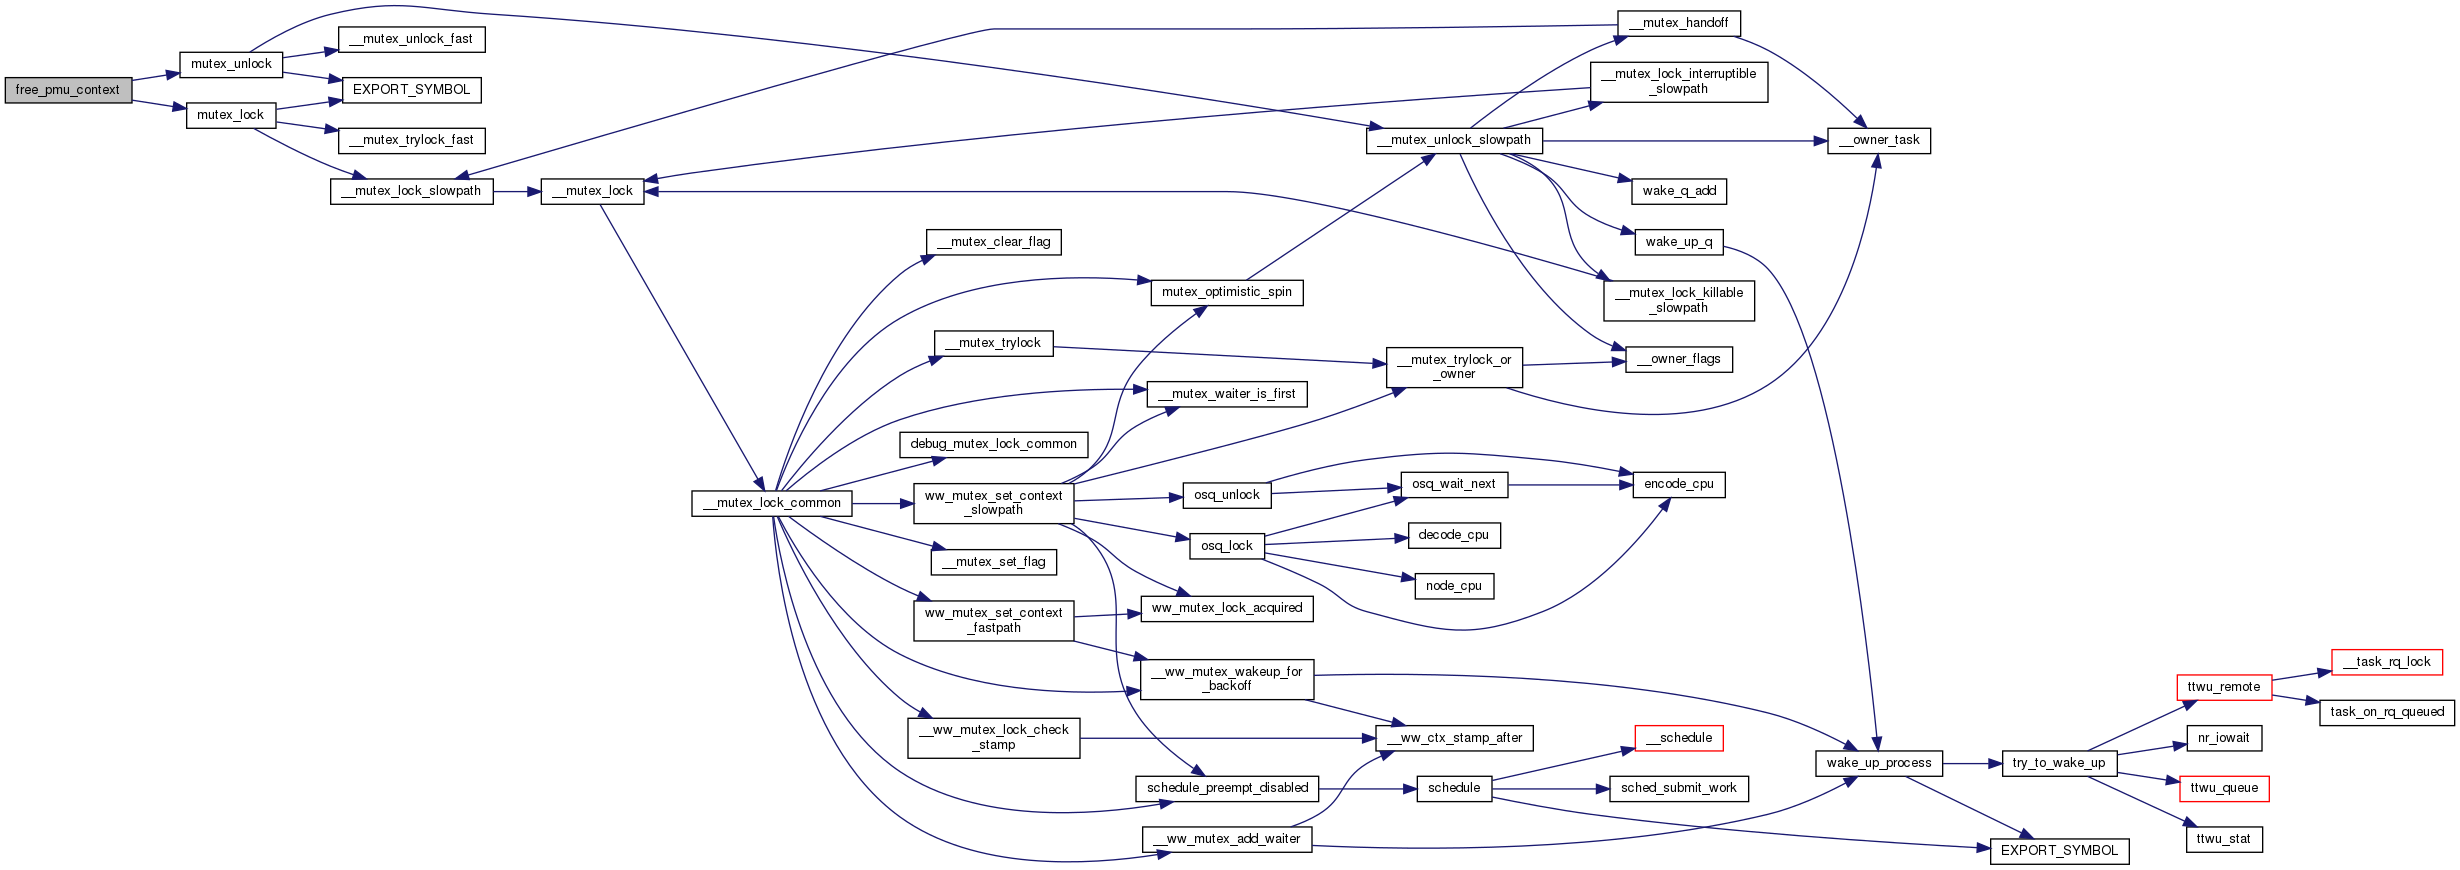 free_pmu_context
mutex_unlock
mutex_lock
__mutex_unlock_fast
EXPORT_SYMBOL
__mutex_trylock_fast
__mutex_lock_slowpath
__mutex_lock
__mutex_lock_common
__mutex_clear_flag
__mutex_trylock
debug_mutex_lock_common
ww_mutex_set_context
_slowpath
__mutex_set_flag
ww_mutex_set_context
_fastpath
__ww_mutex_lock_check
_stamp
mutex_optimistic_spin
__mutex_waiter_is_first
osq_unlock
osq_lock
ww_mutex_lock_acquired
__ww_mutex_wakeup_for
_backoff
schedule_preempt_disabled
__ww_mutex_add_waiter
__mutex_unlock_slowpath
__mutex_trylock_or
_owner
osq_wait_next
decode_cpu
node_cpu
__ww_ctx_stamp_after
schedule
__mutex_handoff
__mutex_lock_interruptible
_slowpath
wake_q_add
wake_up_q
__mutex_lock_killable
_slowpath
__owner_flags
encode_cpu
__schedule
sched_submit_work
__owner_task
wake_up_process
try_to_wake_up
EXPORT_SYMBOL
ttwu_remote
nr_iowait
ttwu_queue
ttwu_stat
__task_rq_lock
task_on_rq_queued